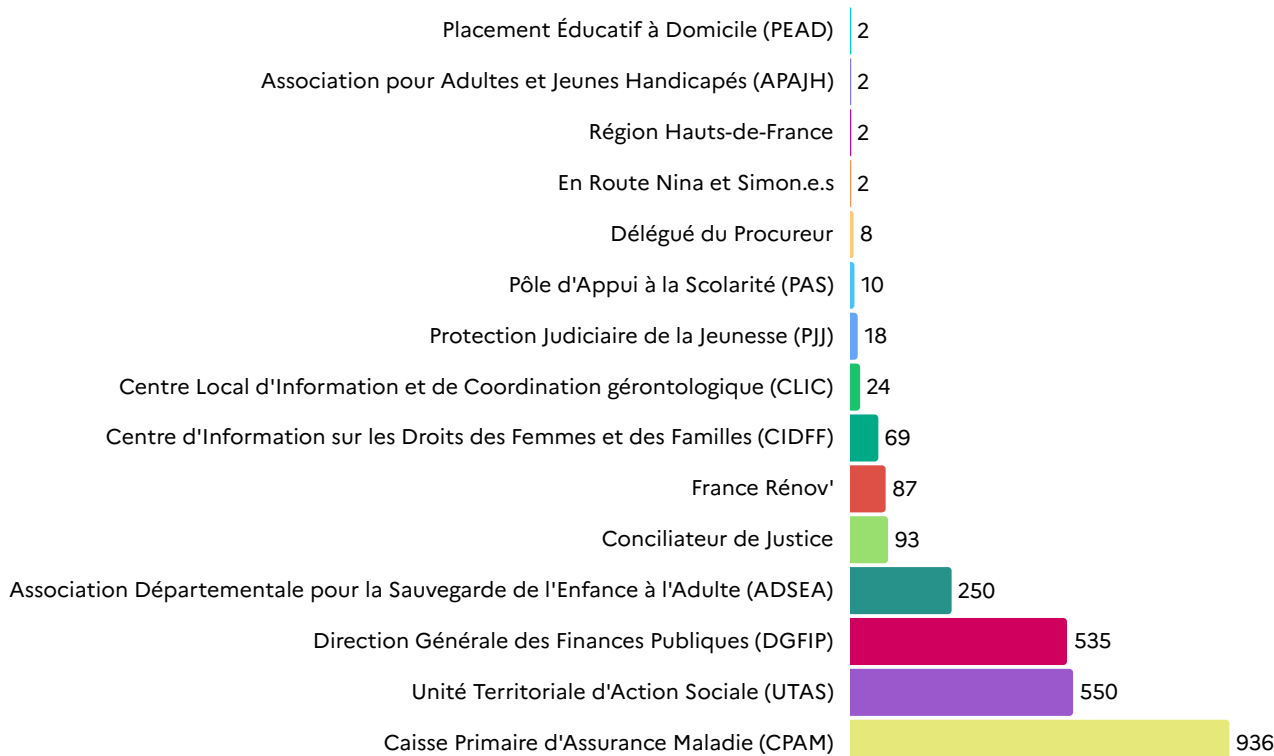 Placement Éducatif à Domicile (PEAD) 2
Association pour Adultes et Jeunes Handicapés (APAJH) 2
Région Hauts-de-France 2
En Route Nina et Simon.e.s 2
Délégué du Procureur 8
Pôle d'Appui à la Scolarité (PAS) 10
Protection Judiciaire de la Jeunesse (PJJ) 18
Centre Local d'Information et de Coordination gérontologique (CLIC) 24
Centre d'Information sur les Droits des Femmes et des Familles (CIDFF) 69
France Rénov' 87
Conciliateur de Justice 93
Association Départementale pour la Sauvegarde de l'Enfance à l'Adulte (ADSEA) 250
Direction Générale des Finances Publiques (DGFIP) 535
Unité Territoriale d'Action Sociale (UTAS) 550
Caisse Primaire d'Assurance Maladie (CPAM) 936